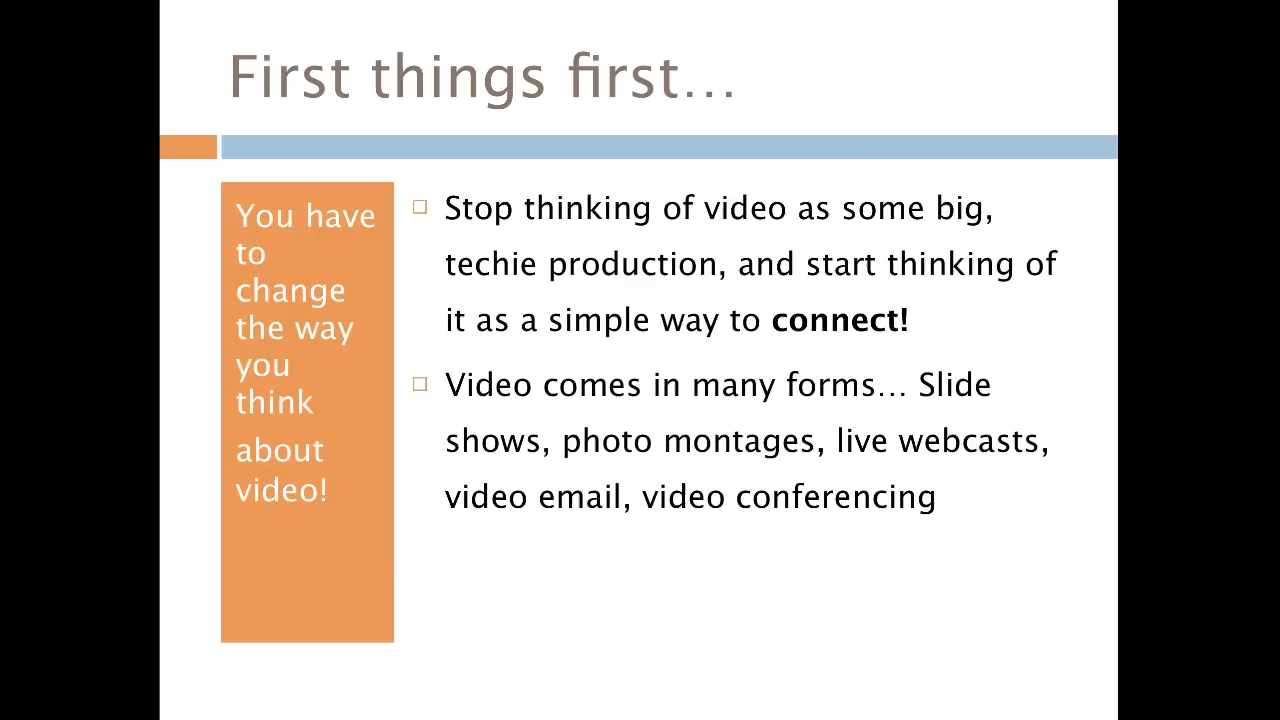 First things first…
You have
to
change
the way
you
think
about
video!
Stop thinking of video as some big,
techie production, and start thinking of
it as a simple way to connect!
Video comes in many forms… Slide
shows, photo montages, live webcasts,
video email, video conferencing